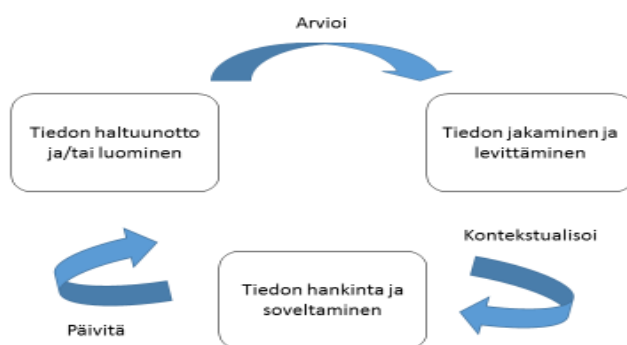 Arvioi
Tiedon haltuunotto
ja/tai luominen
Tiedon jakaminen ja
levittäminen
Kontekstualisoi
Tiedon hankinta ja
soveltaminen
Päivitä